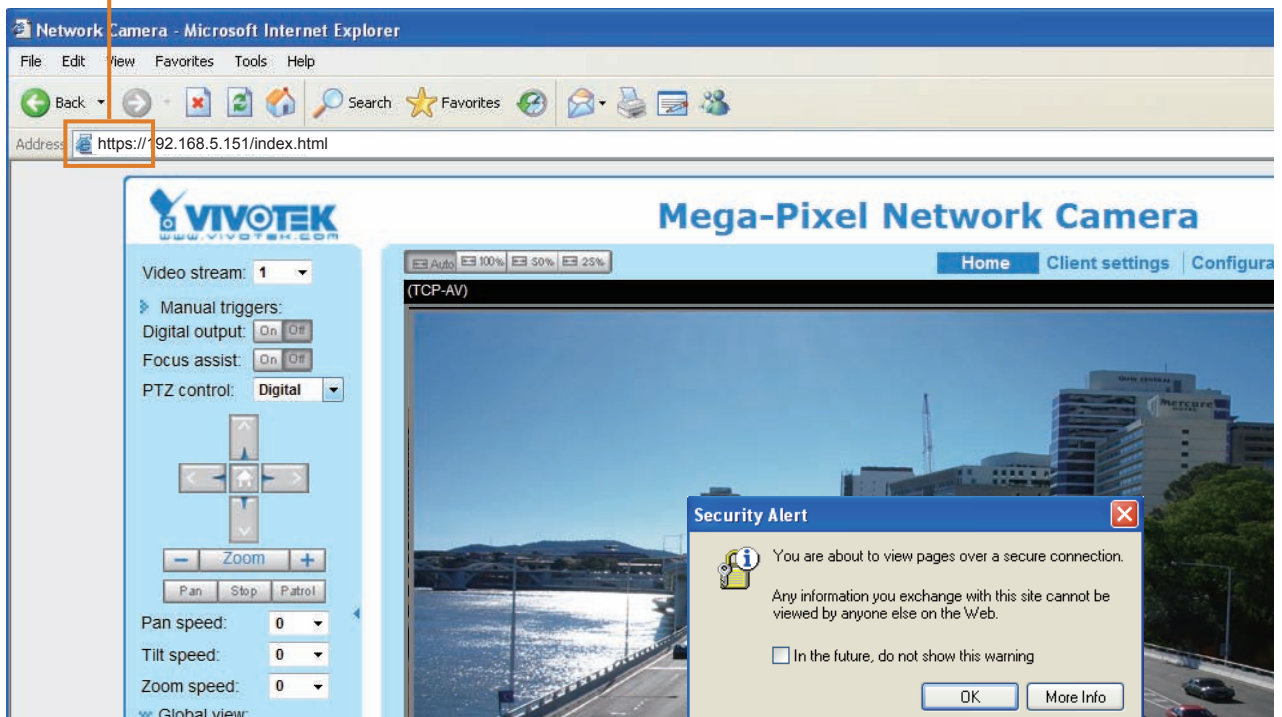 Network Camera - Microsoft Internet Explorer
File Edit View Favorites Tools Help
Back Search Favorites
Address https://192.168.5.151/index.html
VIVOTEK
www.vivotek.com
Mega-Pixel Network Camera
Auto 100% 50% 25%
Home Client settings Configura
(TCP-AV)
Video stream: 1
Manual triggers:
Digital output: On Off
Focus assist: On Off
PTZ control: Digital
- Zoom +
Pan Stop Patrol
Pan speed: 0
Tilt speed: 0
Zoom speed: 0
Global view:
Mercure
Security Alert
You are about to view pages over a secure connection.
Any information you exchange with this site cannot be
viewed by anyone else on the Web.
In the future, do not show this warning
OK More Info